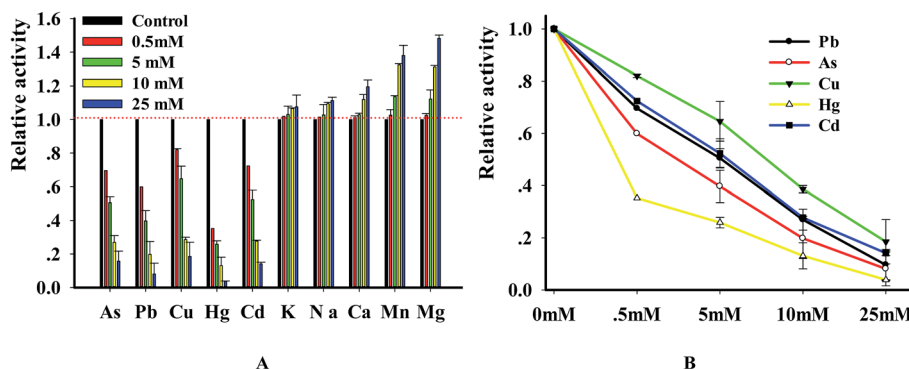 Relative activity
1.6
1.4
1.2
1.0
.8
.6
.4
.2
0.0
Control
0.5mM
5 mM
10 mM
25 mM
As Pb Cu Hg Cd K N a Ca Mn Mg
A
Relative activity
1.0
.8
.6
.4
.2
0.0
Pb
As
Cu
Hg
Cd
0mM .5mM 5mM 10mM 25mM
B